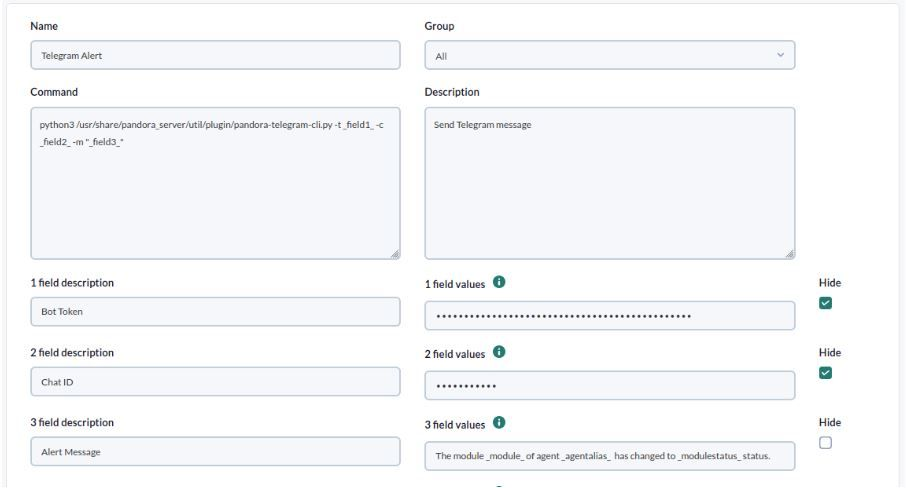 Name
Group
Telegram Alert
All
Command
Description
python3 /usr/share/pandora_server/util/plugin/pandora-telegram-cli.py -t _field1_ -c
_field2_ -m "_field3_"
Send Telegram message
1 field description
1 field values
Hide
Bot Token
••••••••••••••••••••••••••••••••••••••••••••••
2 field description
2 field values
Hide
Chat ID
•••••••••••
3 field description
3 field values
Hide
Alert Message
The module _module_ of agent _agentalias_ has changed to _modulestatus_ status.